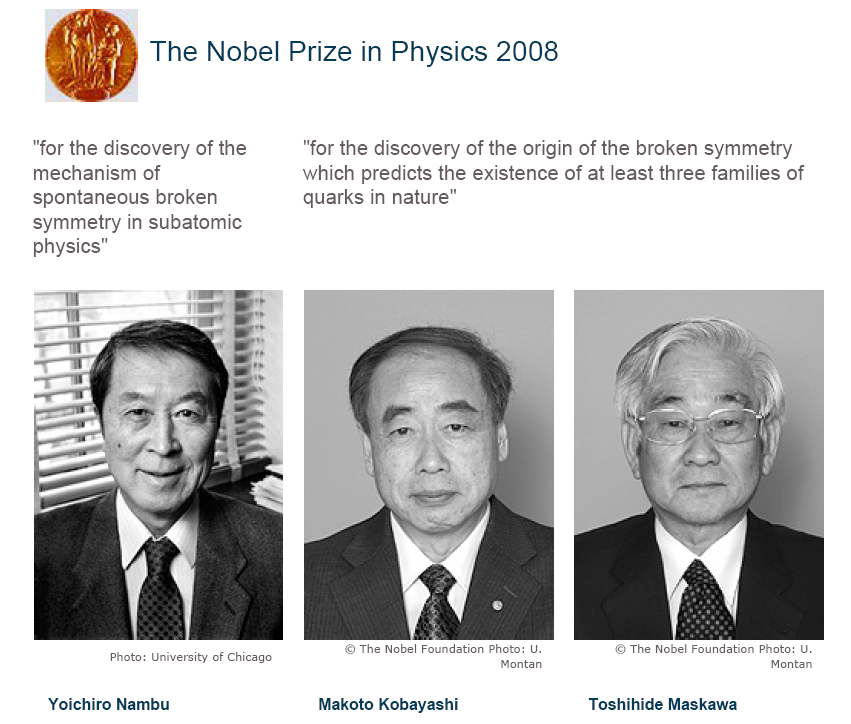 The Nobel Prize in Physics 2008
"for the discovery of the
mechanism of
spontaneous broken
symmetry in subatomic
physics"
"for the discovery of the origin of the broken symmetry
which predicts the existence of at least three families of
quarks in nature"
Photo: University of Chicago
© The Nobel Foundation Photo: U.
Montan
© The Nobel Foundation Photo: U.
Montan
Yoichiro Nambu
Makoto Kobayashi
Toshihide Maskawa